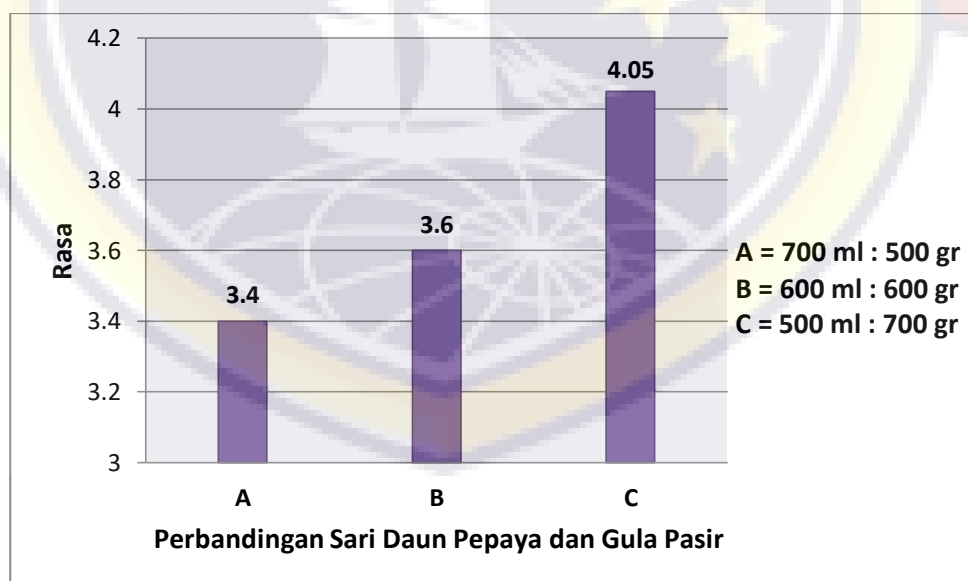 4.2
4
3.8
3.6
3.4
3.2
3
Rasa
3.4
3.6
4.05
A
B
C
Perbandingan Sari Daun Pepaya dan Gula Pasir
A = 700 ml : 500 gr
B = 600 ml : 600 gr
C = 500 ml : 700 gr